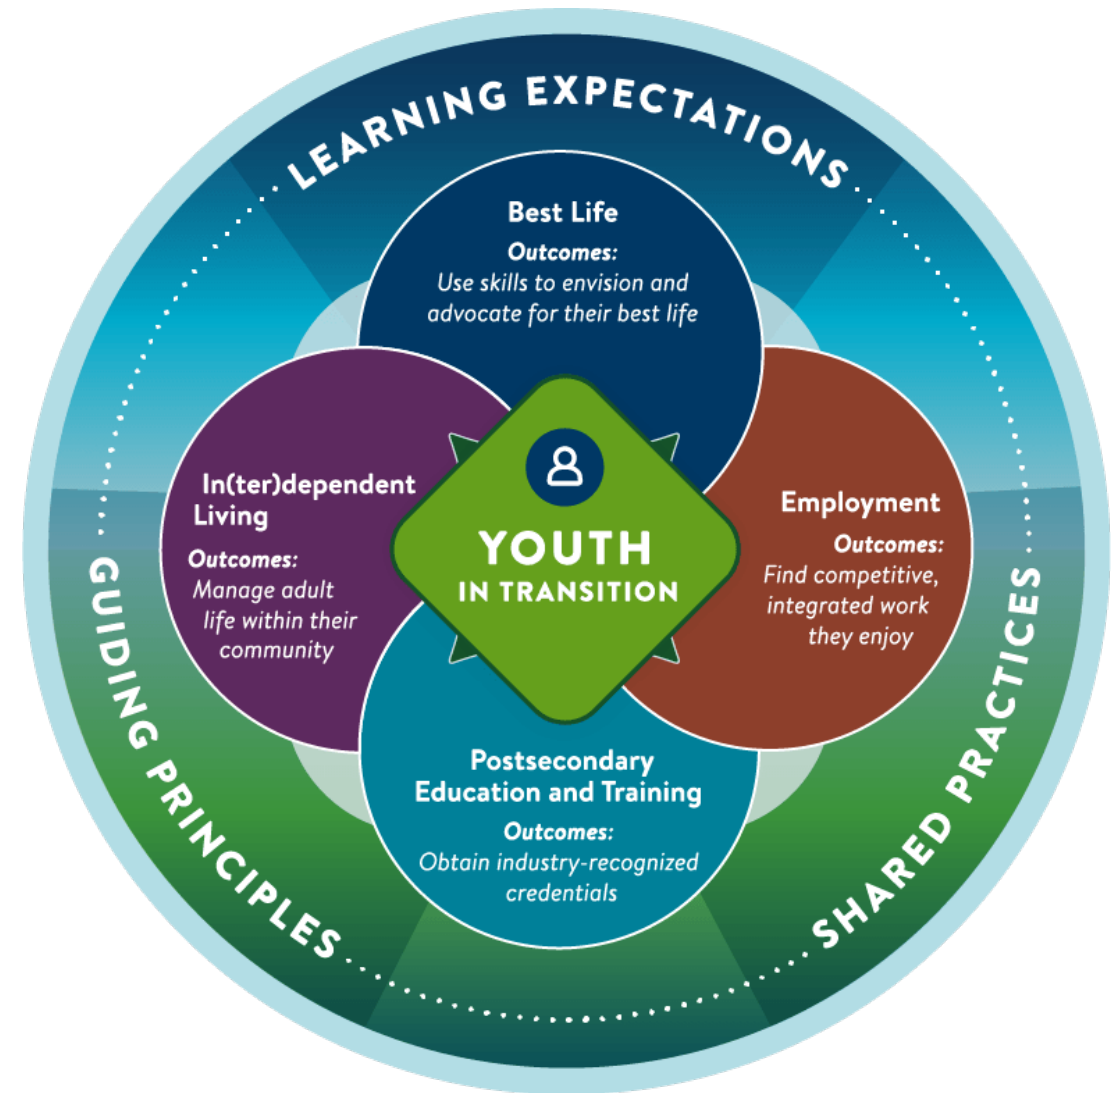 LEARNING EXPECTATIONS
Best Life
Outcomes:
Use skills to envision and
advocate for their best life
In(ter)dependent
Living
Outcomes:
Manage adult
life within their
community
YOUTH
IN TRANSITION
Employment
Outcomes:
Find competitive,
integrated work
they enjoy
Postsecondary
Education and Training
Outcomes:
Obtain industry-recognized
credentials
GUIDING PRINCIPLES
SHARED PRACTICES